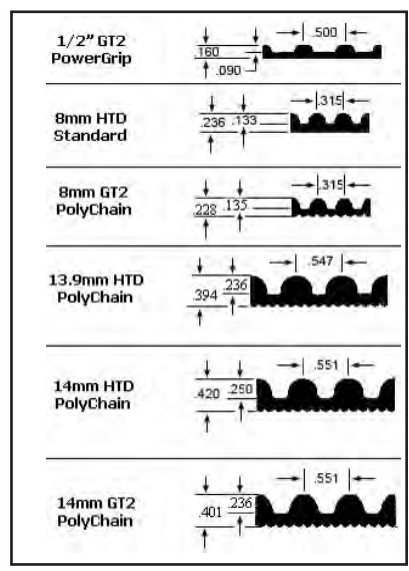 1/2" GT2
PowerGrip
.500
.160
.090
8mm HTD
Standard
.315
.236 .133
8mm GT2
PolyChain
.315
.228 .135
13.9mm HTD
PolyChain
.547
.236
.394
14mm HTD
PolyChain
.551
.420 .250
14mm GT2
PolyChain
.551
.236
.401